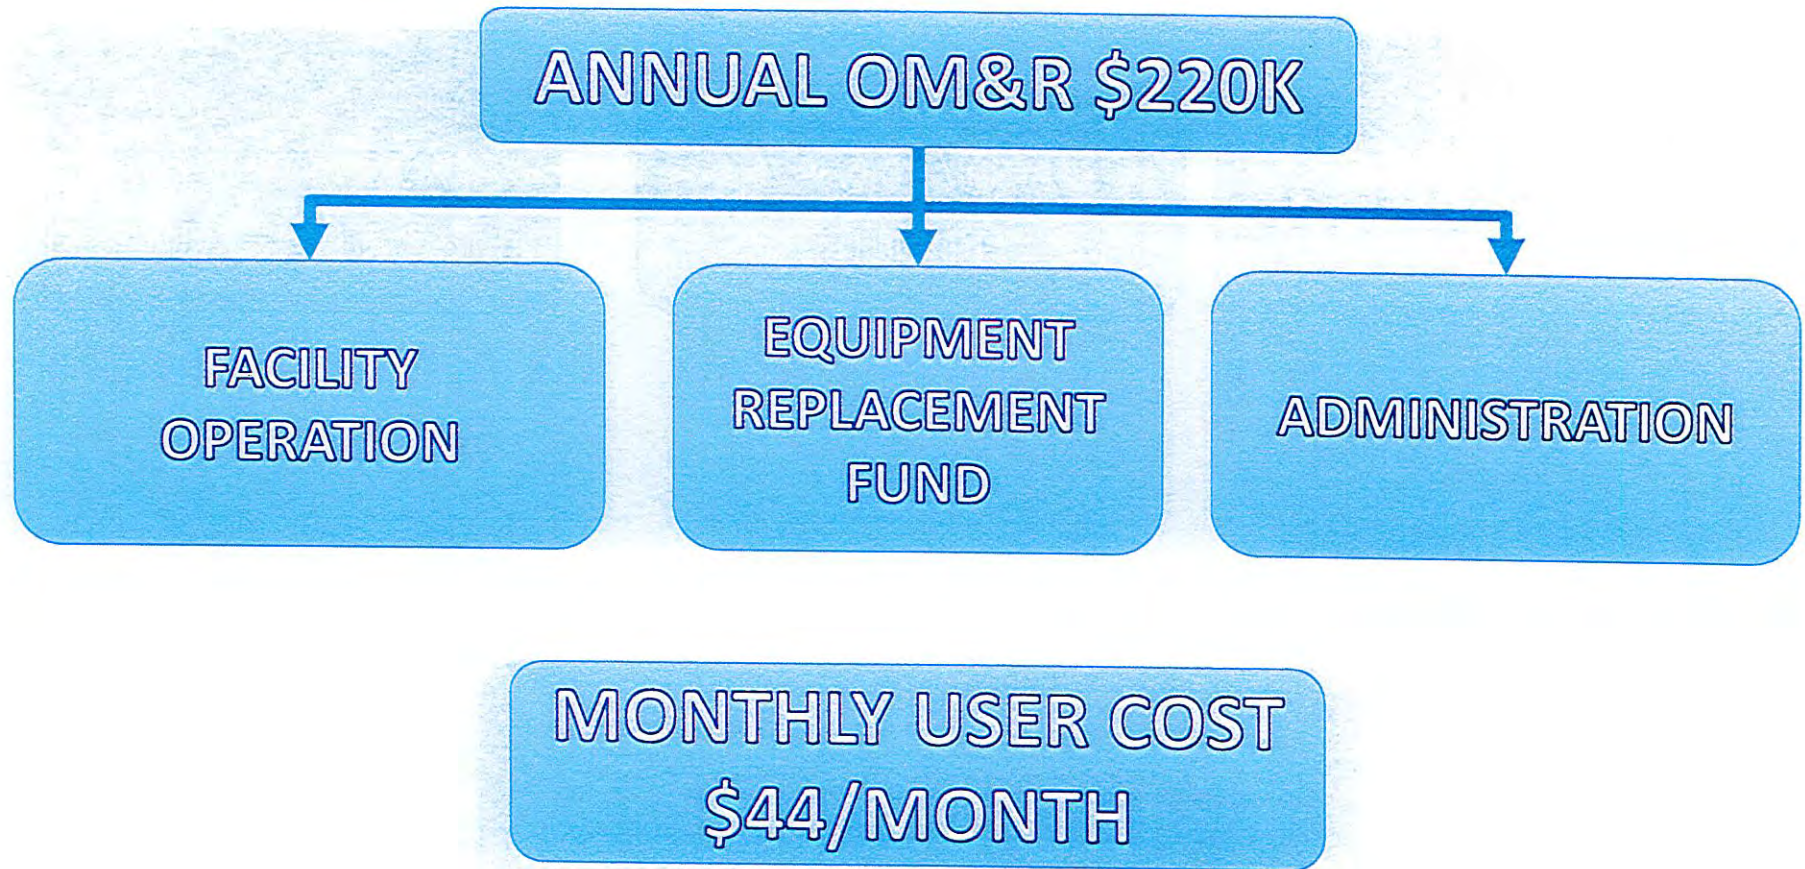 ANNUAL OM&R $220K
FACILITY
OPERATION
EQUIPMENT
REPLACEMENT
FUND
ADMINISTRATION
MONTHLY USER COST
$44/MONTH